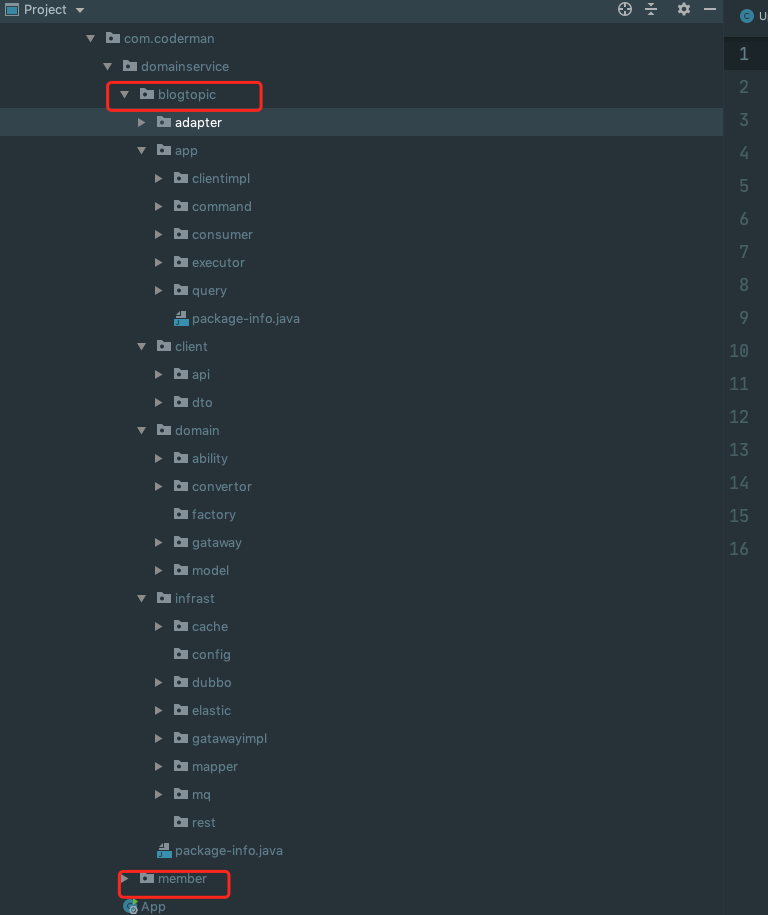 Project
com.coderman
domainservice
blogtopic
adapter
app
clientimpl
command
consumer
executor
query
package-info.java
client
api
dto
domain
ability
convertor
factory
gataway
model
infrast
cache
config
dubbo
elastic
gatawayimpl
mapper
mq
rest
package-info.java
member
App
1
2
3
4
5
6
7
8
9
10
11
12
13
14
15
16